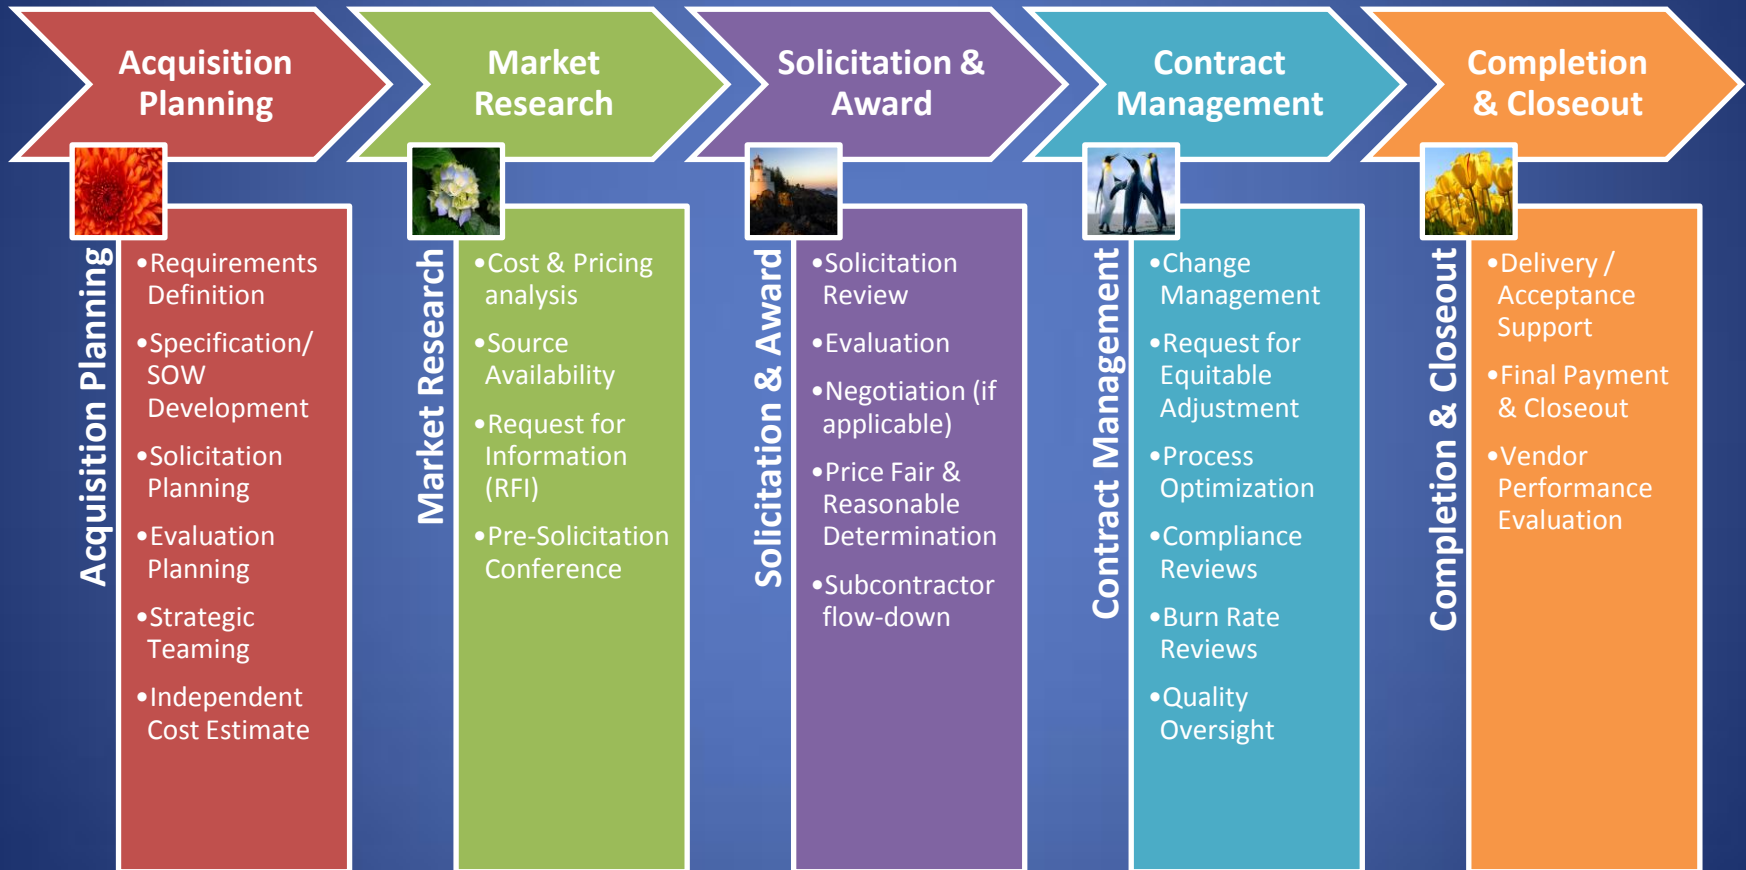 Acquisition
Planning
Market
Research
Solicitation &
Award
Contract
Management
Completion
& Closeout
Acquisition Planning
•Requirements
Definition
•Specification/
SOW
Development
•Solicitation
Planning
•Evaluation
Planning
•Strategic
Teaming
•Independent
Cost Estimate
Market Research
•Cost & Pricing
analysis
•Source
Availability
•Request for
Information
(RFI)
•Pre-Solicitation
Conference
Solicitation & Award
•Solicitation
Review
•Evaluation
•Negotiation (if
applicable)
•Price Fair &
Reasonable
Determination
•Subcontractor
flow-down
Contract Management
•Change
Management
•Request for
Equitable
Adjustment
•Process
Optimization
•Compliance
Reviews
•Burn Rate
Reviews
•Quality
Oversight
Completion & Closeout
•Delivery /
Acceptance
Support
•Final Payment
& Closeout
•Vendor
Performance
Evaluation